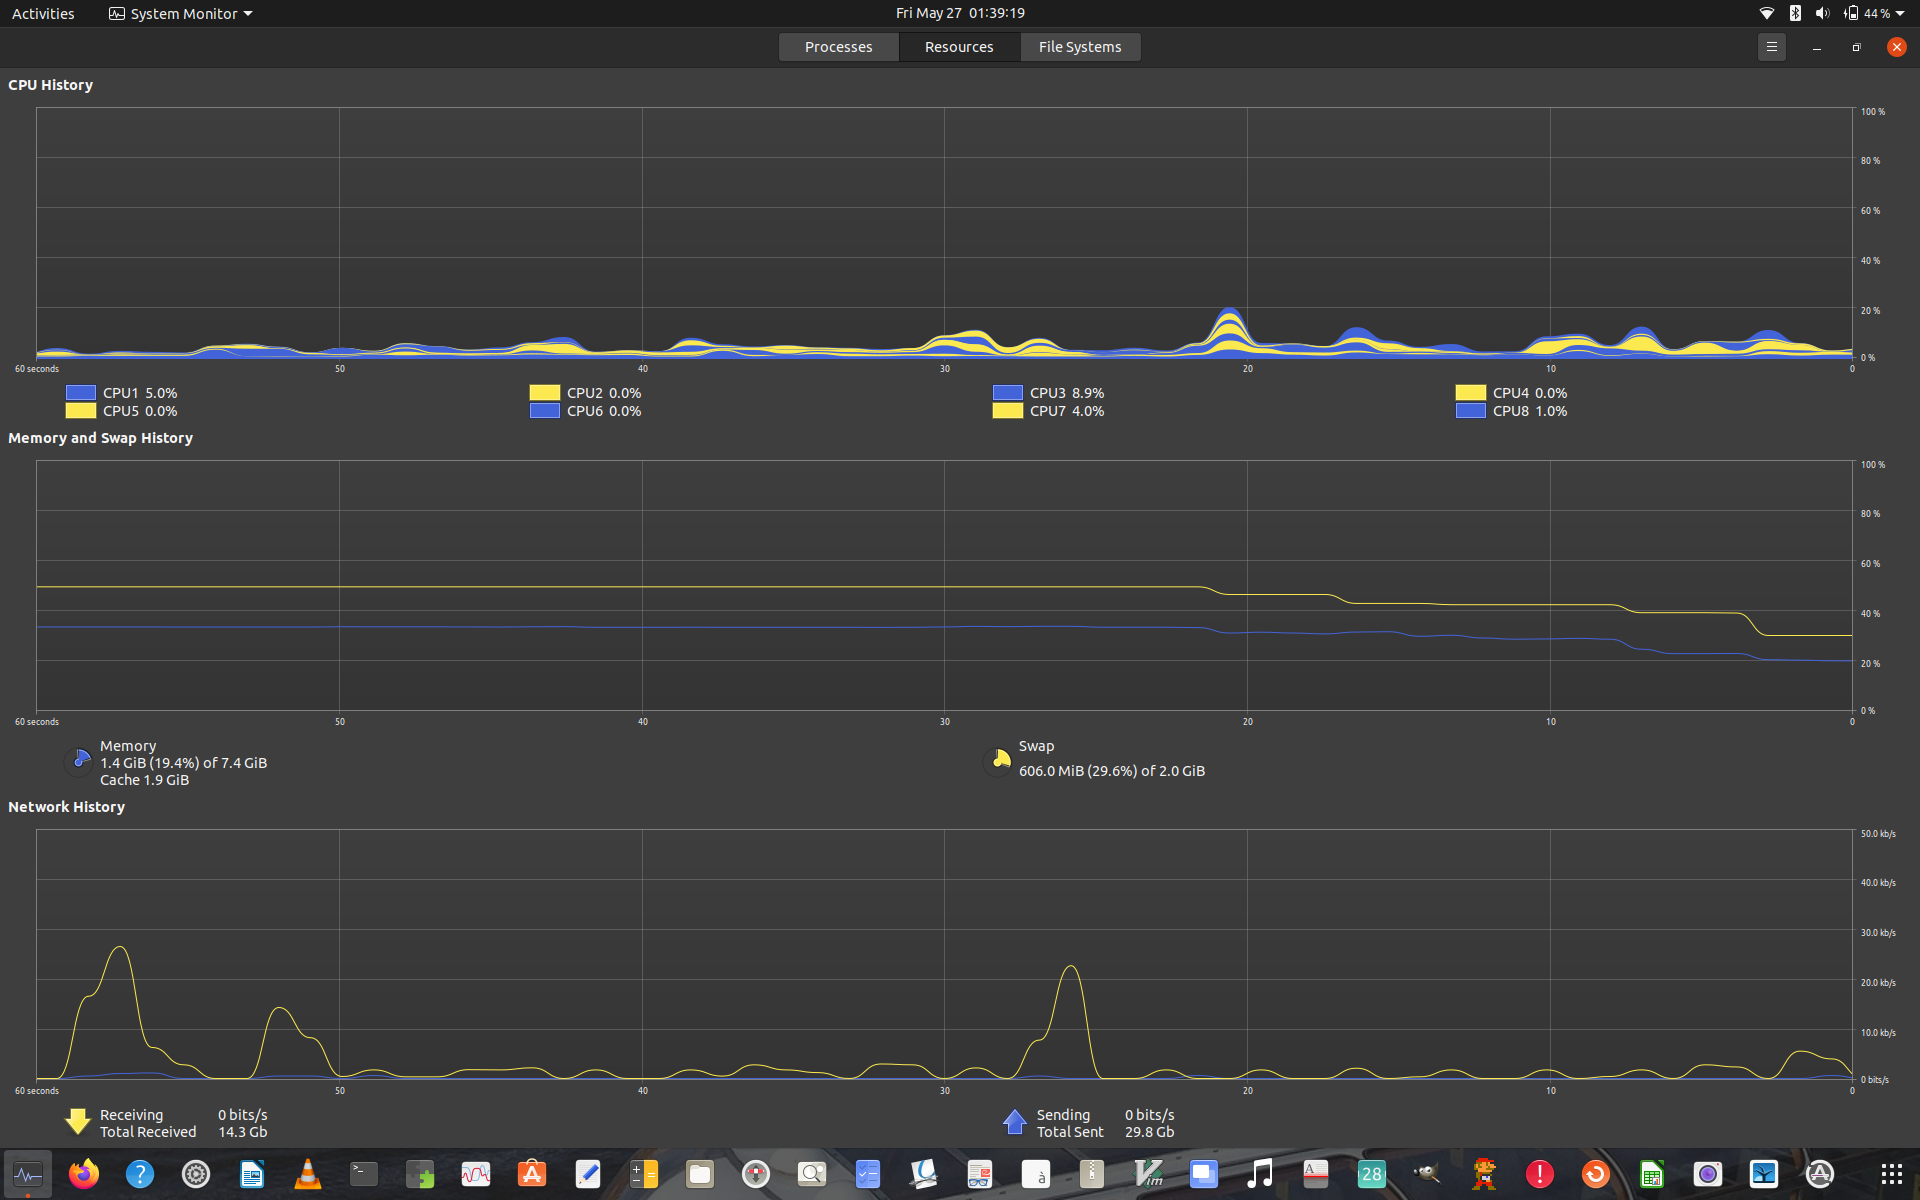 Activities System Monitor Fri May 27 01:39:19 44 %
Processes Resources File Systems
CPU History
100 %
80 %
60 %
40 %
20 %
0 %
60 seconds 50 40 30 20 10 0
CPU1 5.0% CPU2 0.0% CPU3 8.9% CPU4 0.0%
CPU5 0.0% CPU6 0.0% CPU7 4.0% CPU8 1.0%
Memory and Swap History
100 %
80 %
60 %
40 %
20 %
0 %
60 seconds 50 40 30 20 10 0
Memory
1.4 GiB (19.4%) of 7.4 GiB
Cache 1.9 GiB
Swap
606.0 MiB (29.6%) of 2.0 GiB
Network History
50.0 kb/s
40.0 kb/s
30.0 kb/s
20.0 kb/s
10.0 kb/s
0 bits/s
60 seconds 50 40 30 20 10 0
Receiving 0 bits/s
Total Received 14.3 Gb
Sending 0 bits/s
Total Sent 29.8 Gb
? >_ A à Vim A 28 !